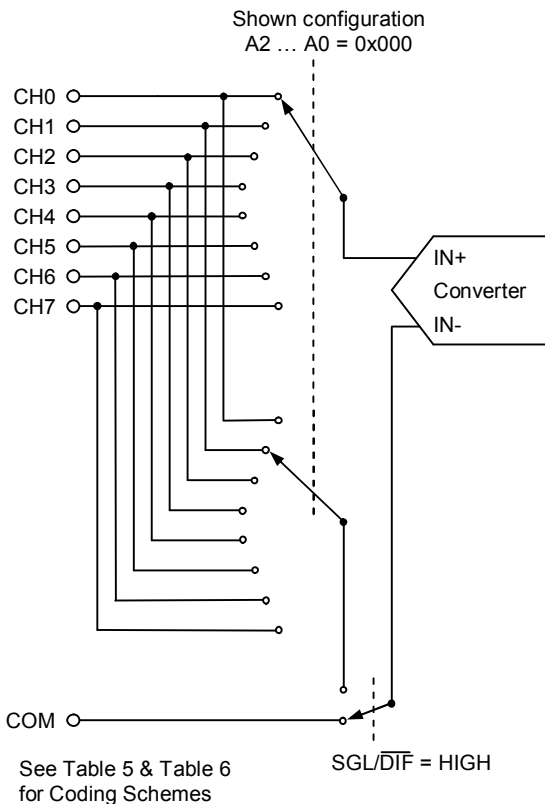 Shown configuration
A2 ... A0 = 0x000
CH0
CH1
CH2
CH3
CH4
CH5
CH6
CH7
IN+
Converter
IN-
COM
SGL/DIF = HIGH
See Table 5 & Table 6
for Coding Schemes